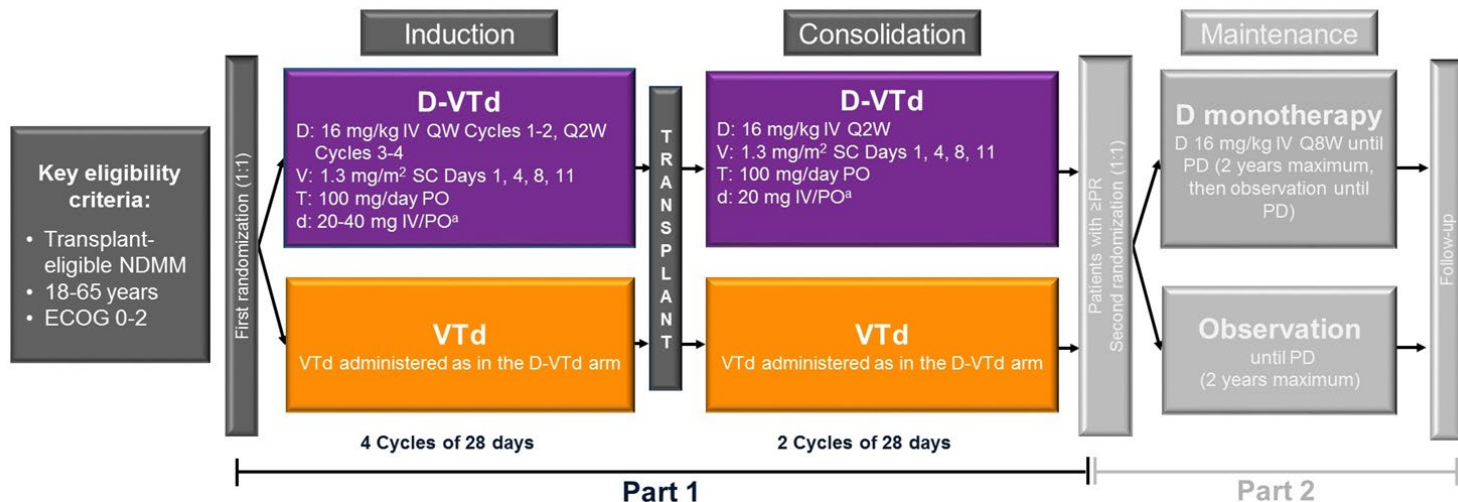 Induction
Consolidation
Maintenance
Key eligibility
criteria:
• Transplant-
eligible NDMM
• 18-65 years
• ECOG 0-2
First randomization (1:1)
D-VTd
D: 16 mg/kg IV QW Cycles 1-2, Q2W
Cycles 3-4
V: 1.3 mg/m² SC Days 1, 4, 8, 11
T: 100 mg/day PO
d: 20-40 mg IV/POᵃ
VTd
VTd administered as in the D-VTd arm
4 Cycles of 28 days
TRANSPLANT
D-VTd
D: 16 mg/kg IV Q2W
V: 1.3 mg/m² SC Days 1, 4, 8, 11
T: 100 mg/day PO
d: 20 mg IV/POᵃ
VTd
VTd administered as in the D-VTd arm
2 Cycles of 28 days
Patients with ≥PR
Second randomization (1:1)
D monotherapy
D 16 mg/kg IV Q8W until
PD (2 years maximum,
then observation until
PD)
Observation
until PD
(2 years maximum)
Follow-up
Part 1
Part 2